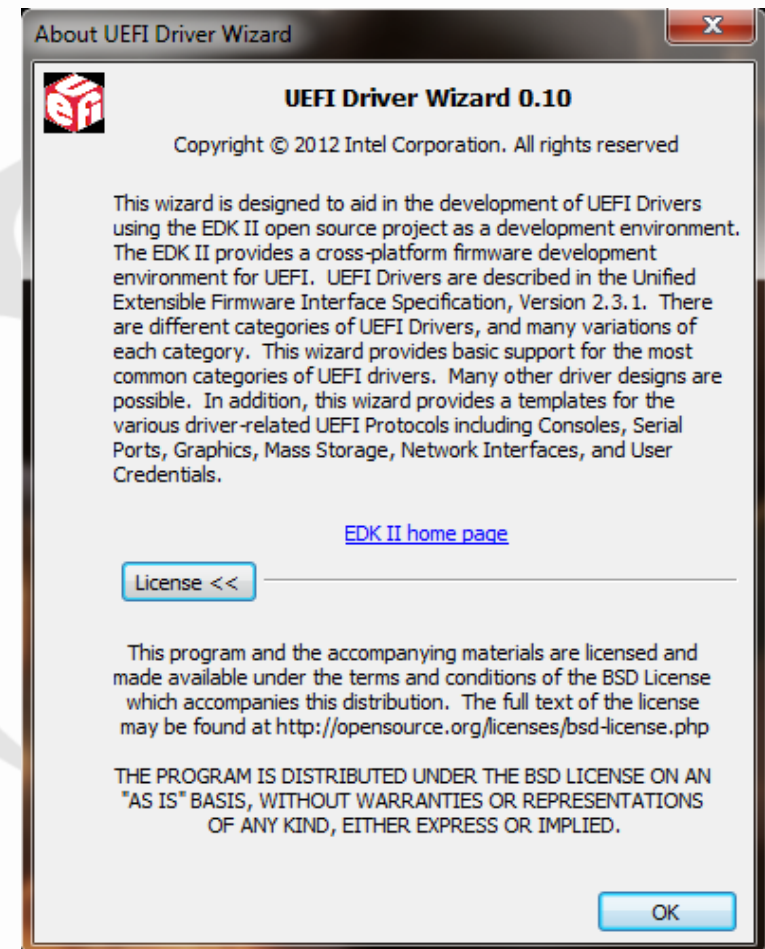 About UEFI Driver Wizard
UEFI
UEFI Driver Wizard 0.10
Copyright © 2012 Intel Corporation. All rights reserved
This wizard is designed to aid in the development of UEFI Drivers
using the EDK II open source project as a development environment.
The EDK II provides a cross-platform firmware development
environment for UEFI.  UEFI Drivers are described in the Unified
Extensible Firmware Interface Specification, Version 2.3.1.  There
are different categories of UEFI Drivers, and many variations of
each category.  This wizard provides basic support for the most
common categories of UEFI drivers.  Many other driver designs are
possible.  In addition, this wizard provides a templates for the
various driver-related UEFI Protocols including Consoles, Serial
Ports, Graphics, Mass Storage, Network Interfaces, and User
Credentials.
EDK II home page
License <<
This program and the accompanying materials are licensed and
made available under the terms and conditions of the BSD License
which accompanies this distribution.  The full text of the license
may be found at http://opensource.org/licenses/bsd-license.php
THE PROGRAM IS DISTRIBUTED UNDER THE BSD LICENSE ON AN
"AS IS" BASIS, WITHOUT WARRANTIES OR REPRESENTATIONS
OF ANY KIND, EITHER EXPRESS OR IMPLIED.
OK